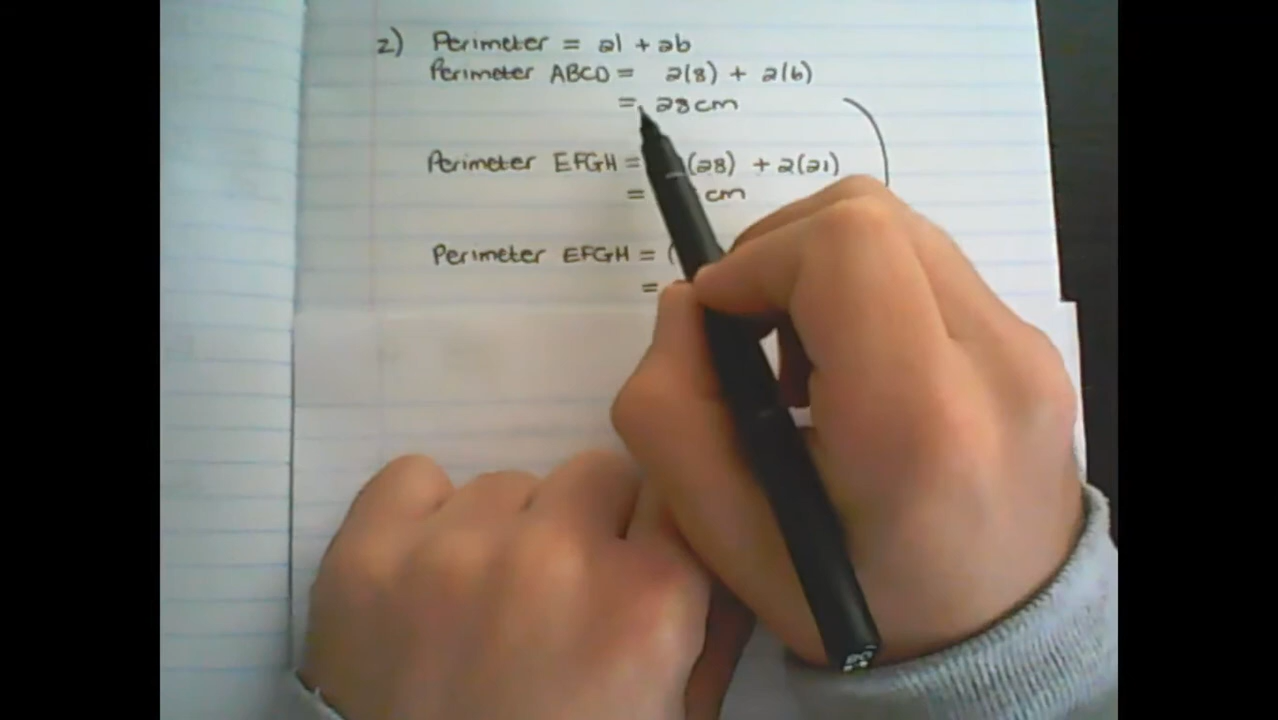 2) Perimeter = 2l + 2b
Perimeter ABCD = 2(8) + 2(6)
= 28cm
Perimeter EFGH = (28) + 2(21)
= cm
Perimeter EFGH = (
=